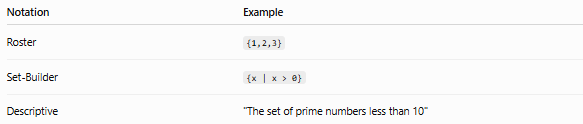 Notation Example
Roster {1,2,3}
Set-Builder {x | x > 0}
Descriptive "The set of prime numbers less than 10"